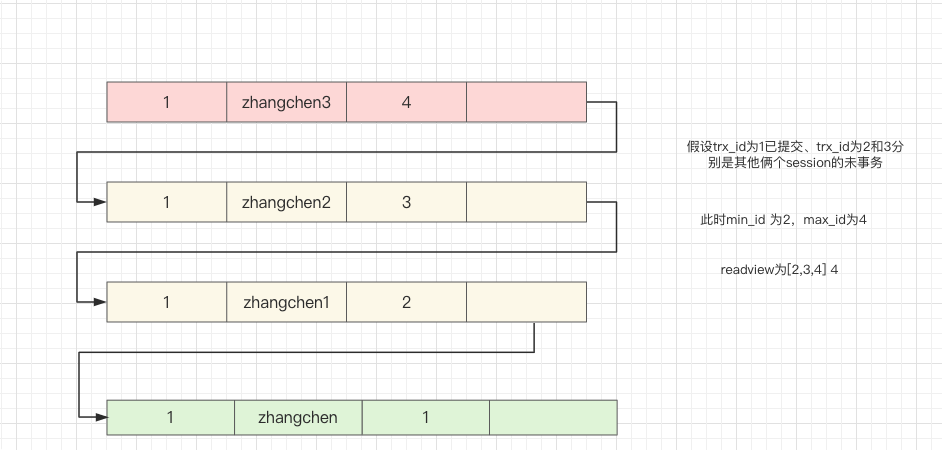 1 zhangchen3 4
假设trx_id为1已提交、trx_id为2和3分
别是其他俩个session的未事务
1 zhangchen2 3
此时min_id 为2，max_id为4
readview为[2,3,4] 4
1 zhangchen1 2
1 zhangchen 1